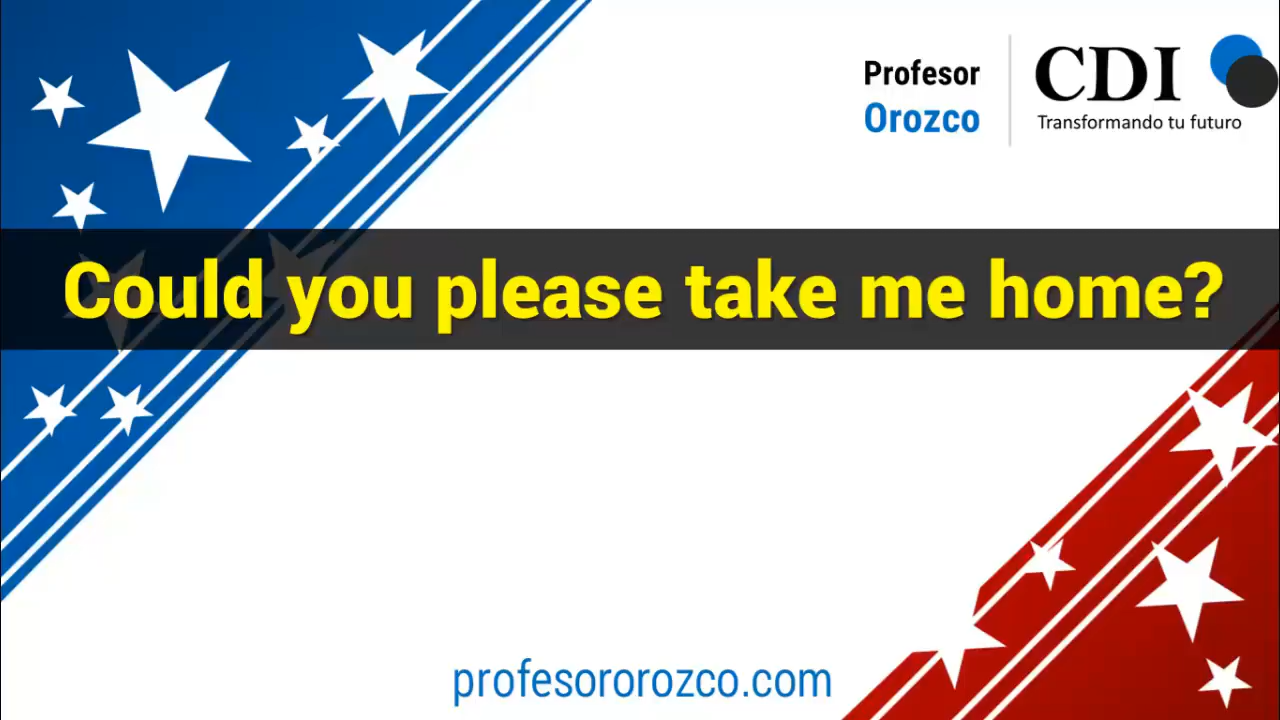 Profesor
Orozco
CDI
Transformando tu futuro
Could you please take me home?
profesororozco.com